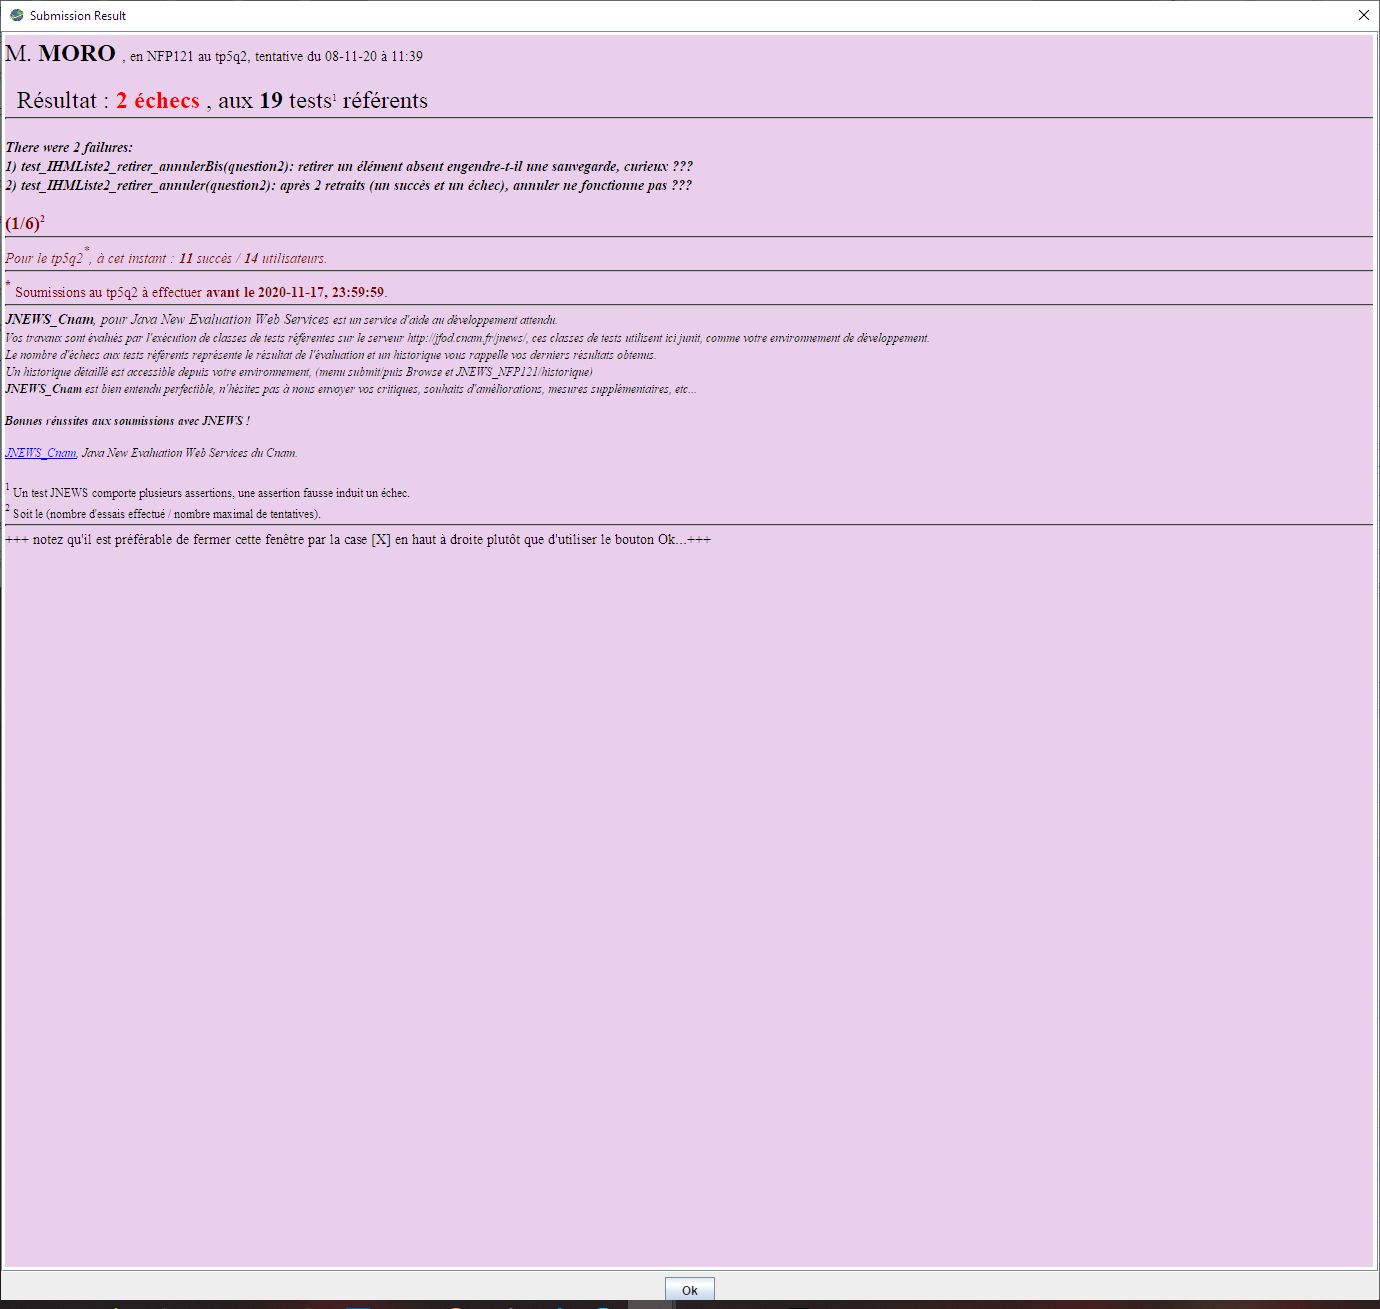 Submission Result
M. MORO , en NFP121 au tp5q2, tentative du 08-11-20 à 11:39
Résultat : 2 échecs , aux 19 tests1 référents
There were 2 failures:
1) test_IHMListe2_retirer_annulerBis(question2): retirer un élément absent engendre-t-il une sauvegarde, curieux ???
2) test_IHMListe2_retirer_annuler(question2): après 2 retraits (un succès et un échec), annuler ne fonctionne pas ???
(1/6)2
Pour le tp5q2*, à cet instant : 11 succès / 14 utilisateurs.
* Soumissions au tp5q2 à effectuer avant le 2020-11-17, 23:59:59.
JNEWS_Cnam, pour Java New Evaluation Web Services est un service d'aide au développement attendu.
Vos travaux sont évalués par l'exécution de classes de tests référentes sur le serveur http://jfod.cnam.fr/jnews/, ces classes de tests utilisent ici junit, comme votre environnement de développement.
Le nombre d'échecs aux tests référents représente le résultat de l'évaluation et un historique vous rappelle vos derniers résultats obtenus.
Un historique détaillé est accessible depuis votre environnement, (menu submit/puis Browse et JNEWS_NFP121/historique)
JNEWS_Cnam est bien entendu perfectible, n'hésitez pas à nous envoyer vos critiques, souhaits d'améliorations, mesures supplémentaires, etc...
Bonnes réussites aux soumissions avec JNEWS !
JNEWS_Cnam, Java New Evaluation Web Services du Cnam.
1 Un test JNEWS comporte plusieurs assertions, une assertion fausse induit un échec.
2 Soit le (nombre d'essais effectué / nombre maximal de tentatives).
+++ notez qu'il est préférable de fermer cette fenêtre par la case [X] en haut à droite plutôt que d'utiliser le bouton Ok...+++
Ok